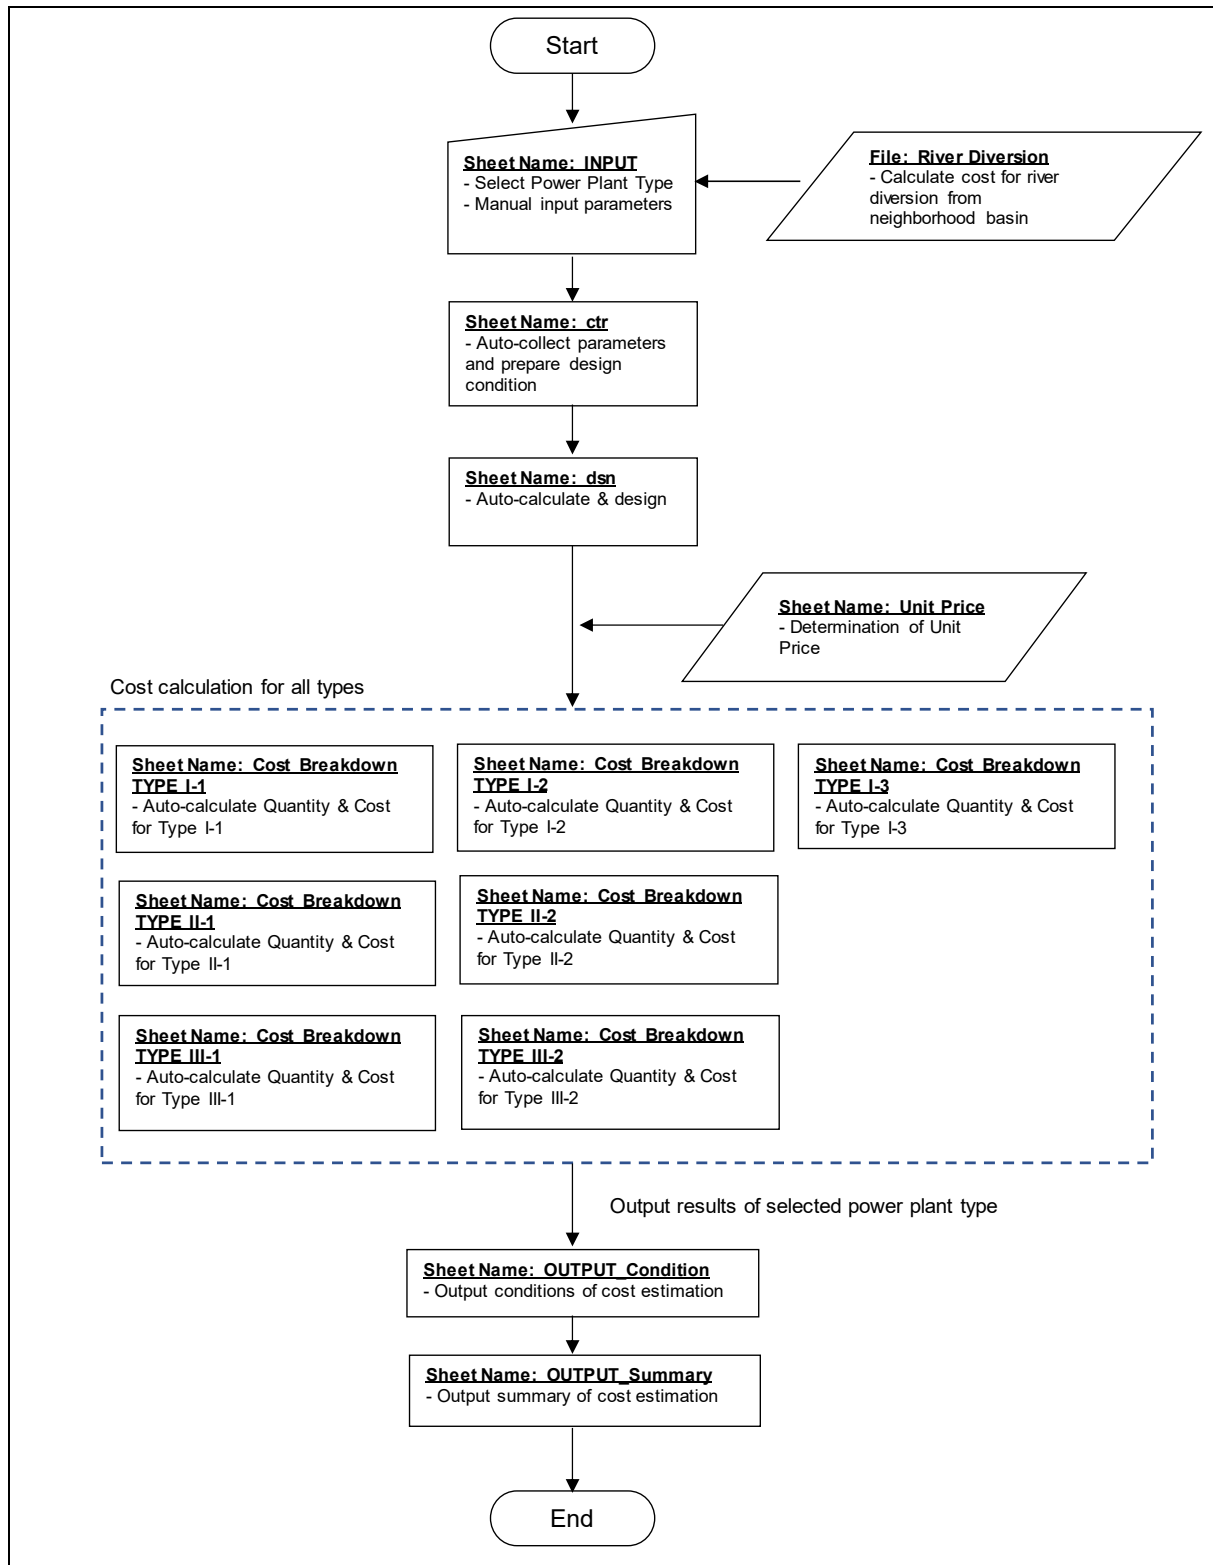 Start
Sheet Name: INPUT
- Select Power Plant Type
- Manual input parameters
File: River Diversion
- Calculate cost for river
diversion from
neighborhood basin
Sheet Name: ctr
- Auto-collect parameters
and prepare design
condition
Sheet Name: dsn
- Auto-calculate & design
Sheet Name: Unit Price
- Determination of Unit
Price
Cost calculation for all types
Sheet Name: Cost Breakdown
TYPE I-1
- Auto-calculate Quantity & Cost
for Type I-1
Sheet Name: Cost Breakdown
TYPE I-2
- Auto-calculate Quantity & Cost
for Type I-2
Sheet Name: Cost Breakdown
TYPE I-3
- Auto-calculate Quantity & Cost
for Type I-3
Sheet Name: Cost Breakdown
TYPE II-1
- Auto-calculate Quantity & Cost
for Type II-1
Sheet Name: Cost Breakdown
TYPE II-2
- Auto-calculate Quantity & Cost
for Type II-2
Sheet Name: Cost Breakdown
TYPE III-1
- Auto-calculate Quantity & Cost
for Type III-1
Sheet Name: Cost Breakdown
TYPE III-2
- Auto-calculate Quantity & Cost
for Type III-2
Output results of selected power plant type
Sheet Name: OUTPUT_Condition
- Output conditions of cost estimation
Sheet Name: OUTPUT_Summary
- Output summary of cost estimation
End